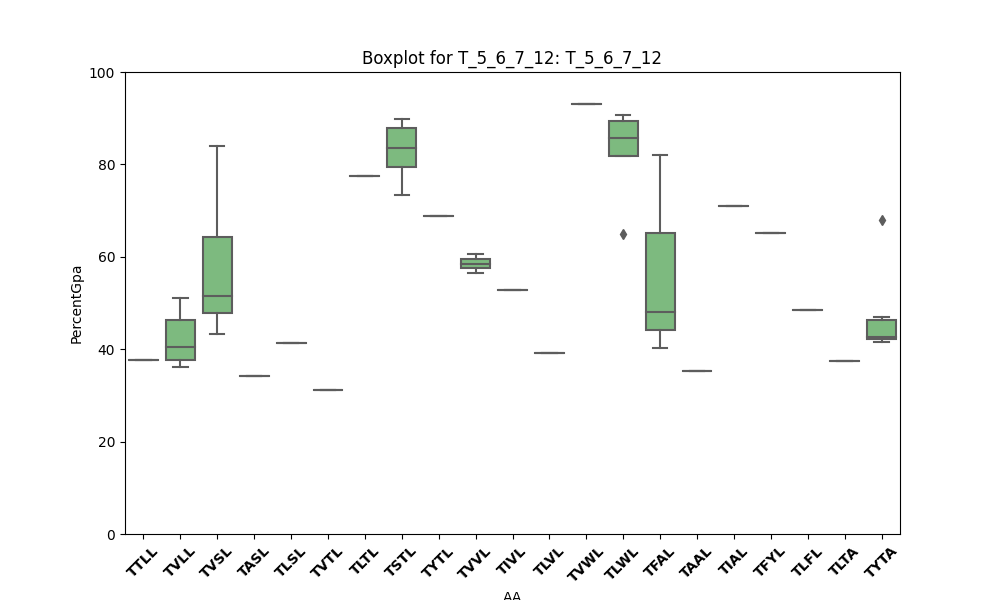 Boxplot for T_5_6_7_12: T_5_6_7_12
PercentGpa
100
80
60
40
20
0
TTLL TVLL TVSL TASL TLSL TVTL TLTL TSTL TYTL TVVL TIVL TLVL TVWL TLWL TFAL TAAL TIAL TFYL TLFL TLTA TYTA
AA